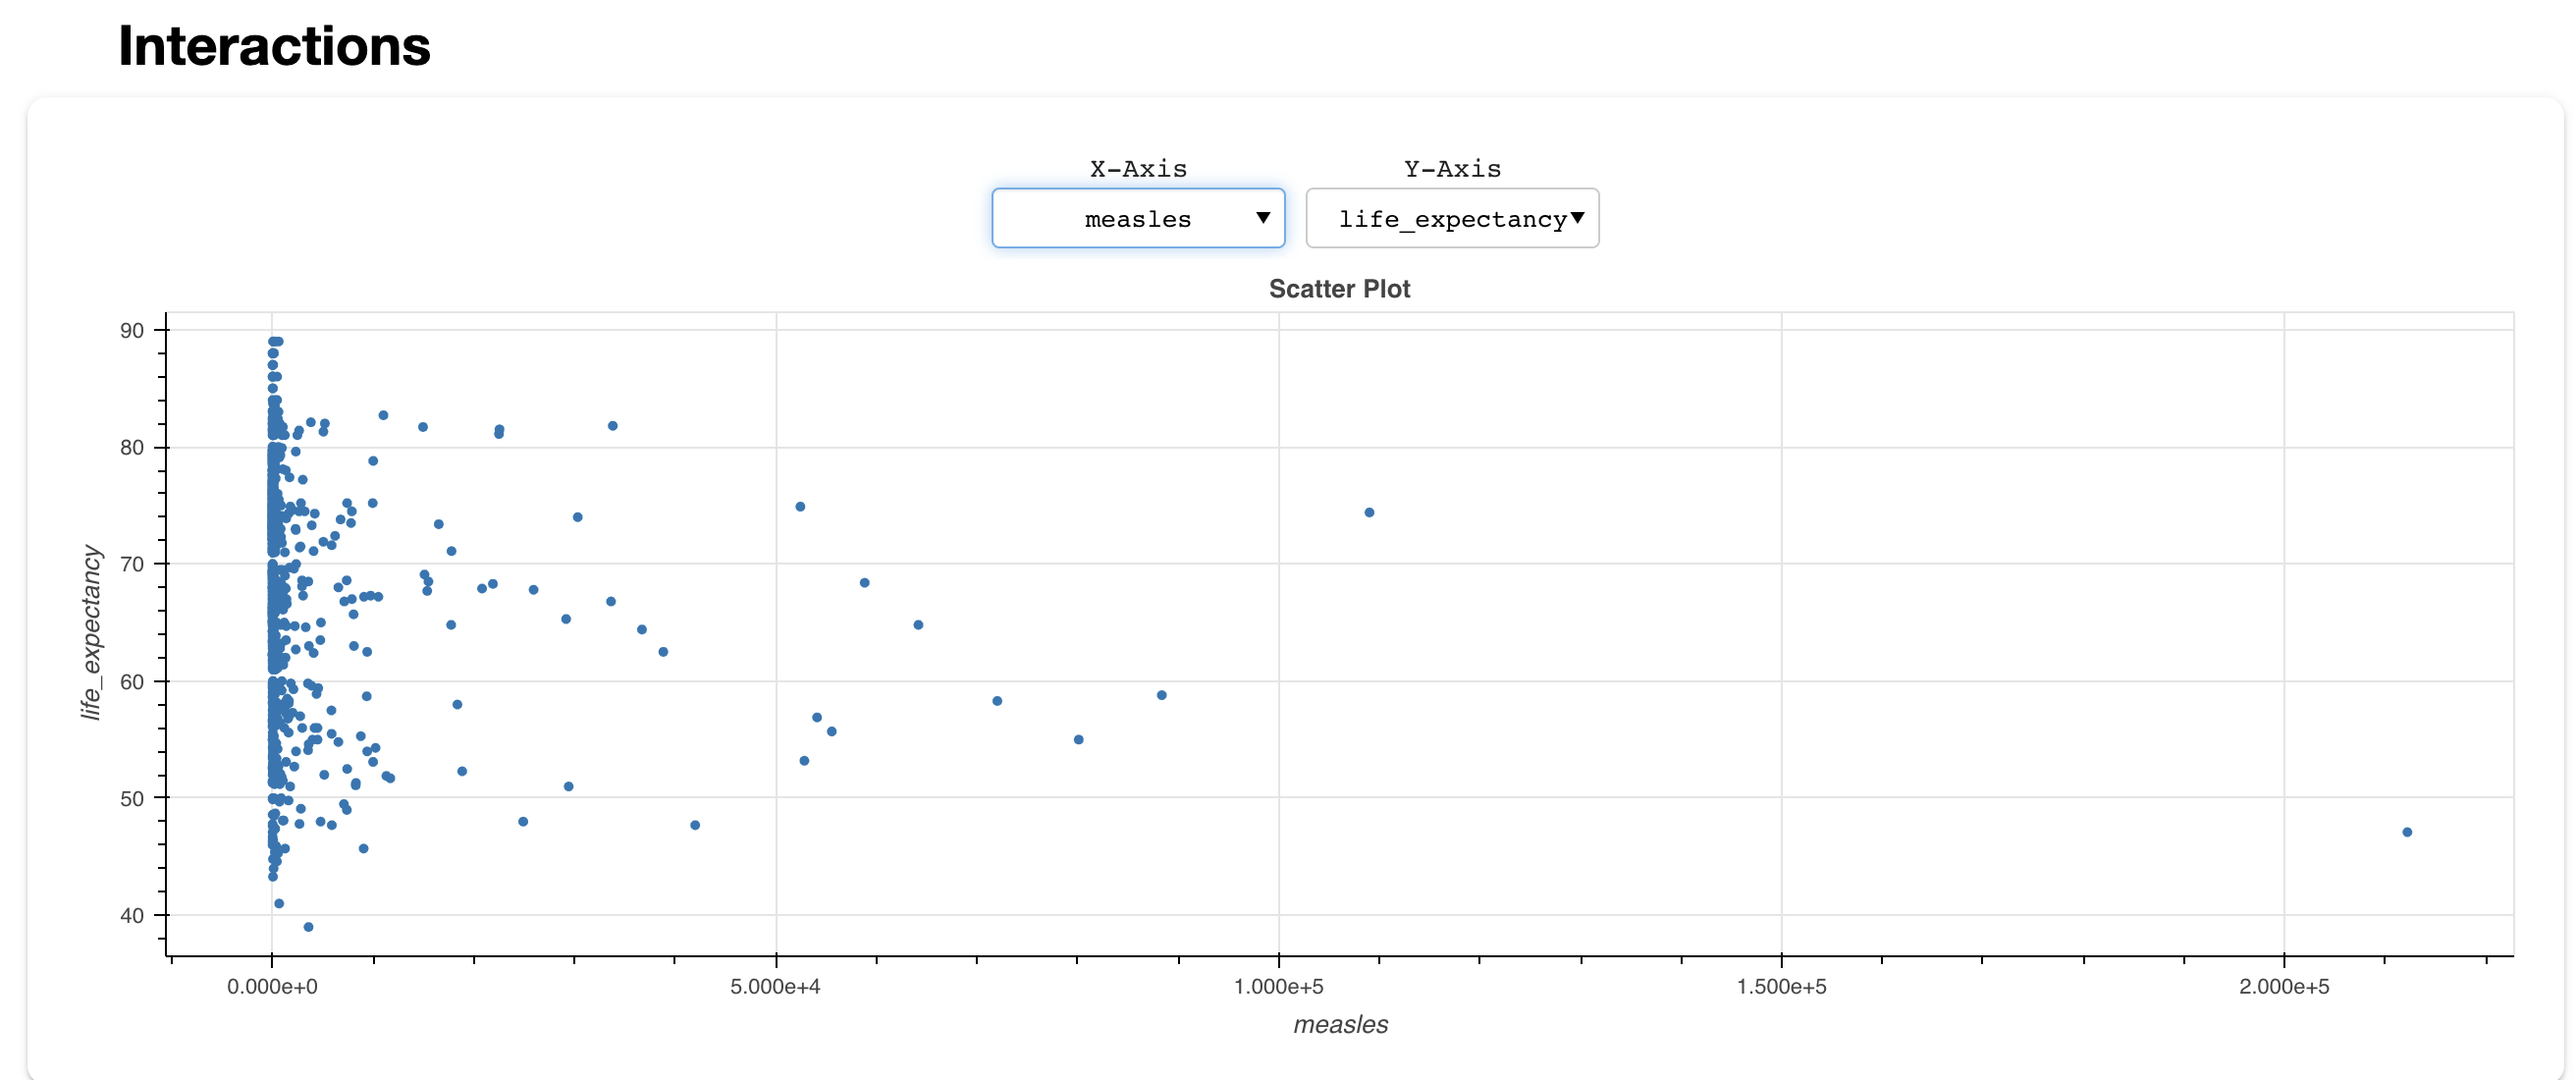 Interactions
X-Axis Y-Axis
measles life_expectancy
Scatter Plot
90
80
70
60
50
40
life_expectancy
0.000e+0 5.000e+4 1.000e+5 1.500e+5 2.000e+5
measles